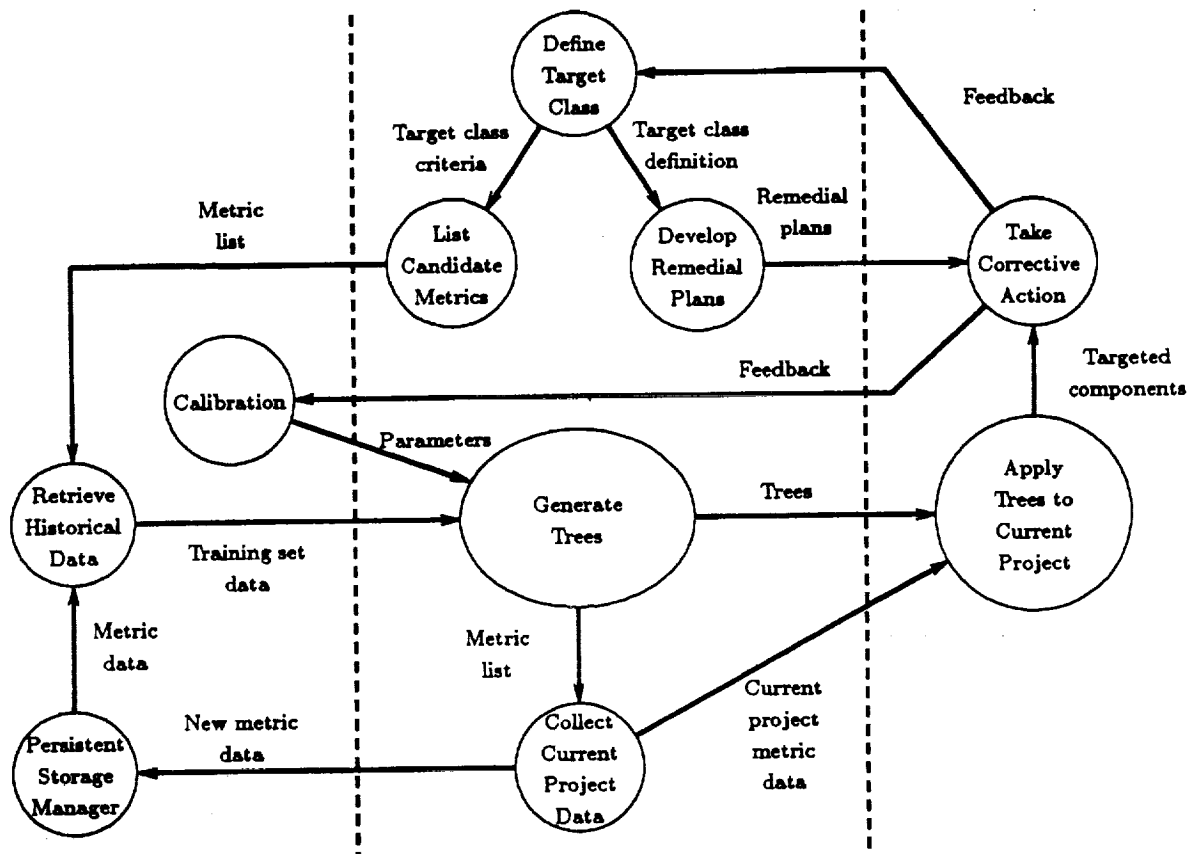 Define
Target
Class
Feedback
Target class
criteria
Target class
definition
Metric
list
List
Candidate
Metrics
Develop
Remedial
Plans
Remedial
plans
Take
Corrective
Action
Calibration
Feedback
Targeted
components
Parameters
Retrieve
Historical
Data
Training set
data
Generate
Trees
Trees
Apply
Trees to
Current
Project
Metric
data
Metric
list
Persistent
Storage
Manager
New metric
data
Collect
Current
Project
Data
Current
project
metric
data